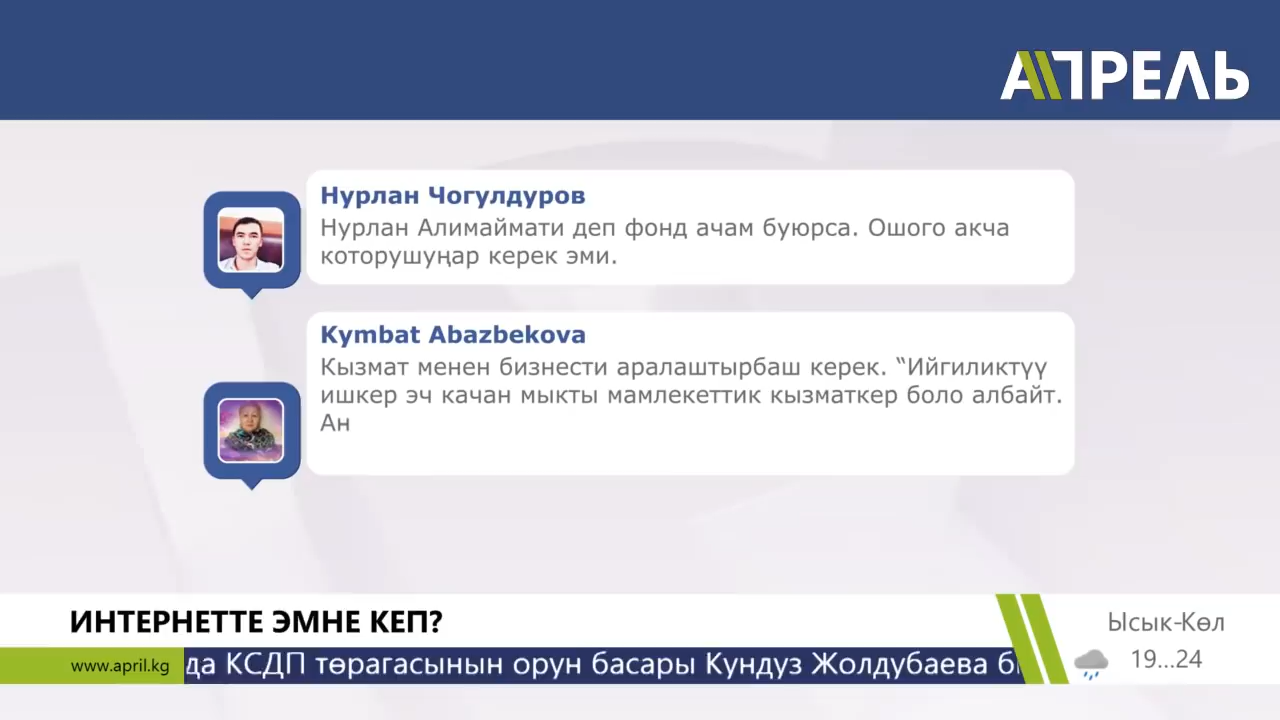 АПРЕЛЬ
Нурлан Чогулдуров
Нурлан Алимаймати деп фонд ачам буюрса. Ошого акча
которушуңар керек эми.
Kymbat Abazbekova
Кызмат менен бизнести аралаштырбаш керек. “Ийгиликтүү
ишкер эч качан мыкты мамлекеттик кызматкер боло албайт.
Ан
ИНТЕРНЕТТЕ ЭМНЕ КЕП?
Ысык-Көл
www.april.kg
да КСДП төрагасынын орун басары Кундуз Жолдубаева
19...24